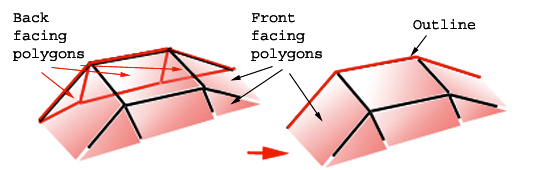 Back
facing
polygons
Front
facing
polygons
Outline